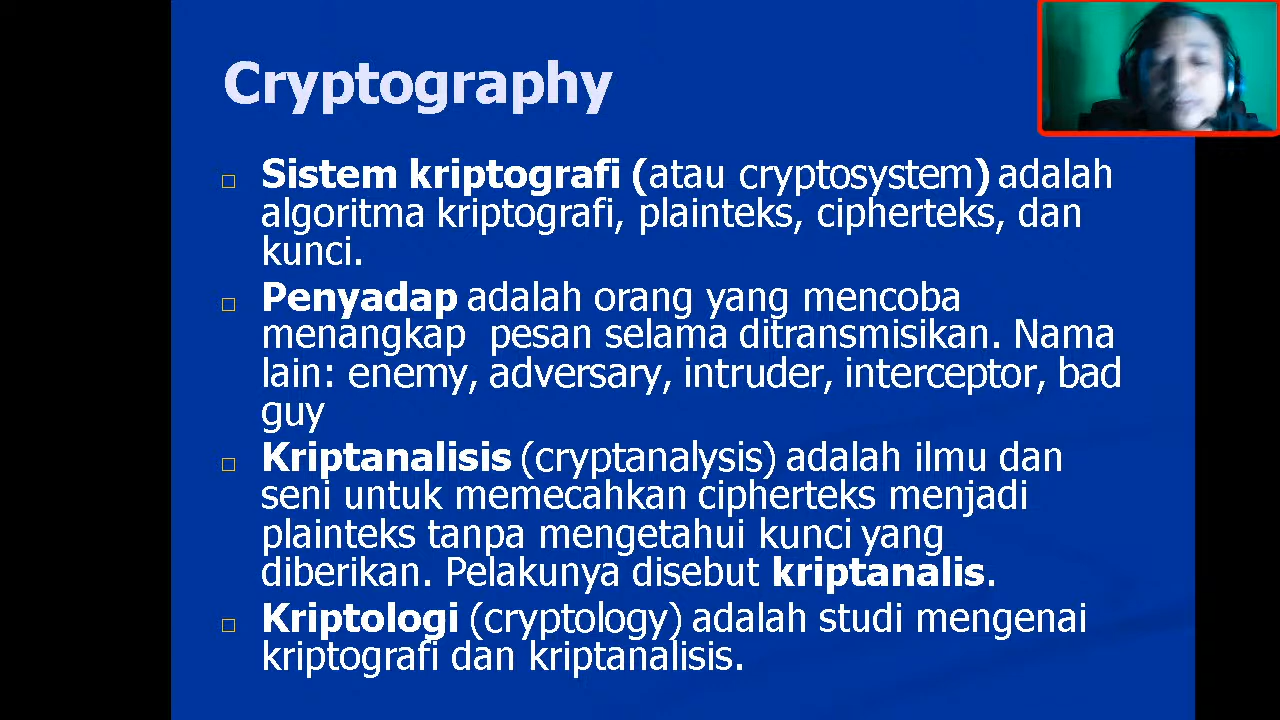 Cryptography
Sistem kriptografi (atau cryptosystem) adalah
algoritma kriptografi, plainteks, cipherteks, dan
kunci.
Penyadap adalah orang yang mencoba
menangkap pesan selama ditransmisikan. Nama
lain: enemy, adversary, intruder, interceptor, bad
guy
Kriptanalisis (cryptanalysis) adalah ilmu dan
seni untuk memecahkan cipherteks menjadi
plainteks tanpa mengetahui kunci yang
diberikan. Pelakunya disebut kriptanalis.
Kriptologi (cryptology) adalah studi mengenai
kriptografi dan kriptanalisis.